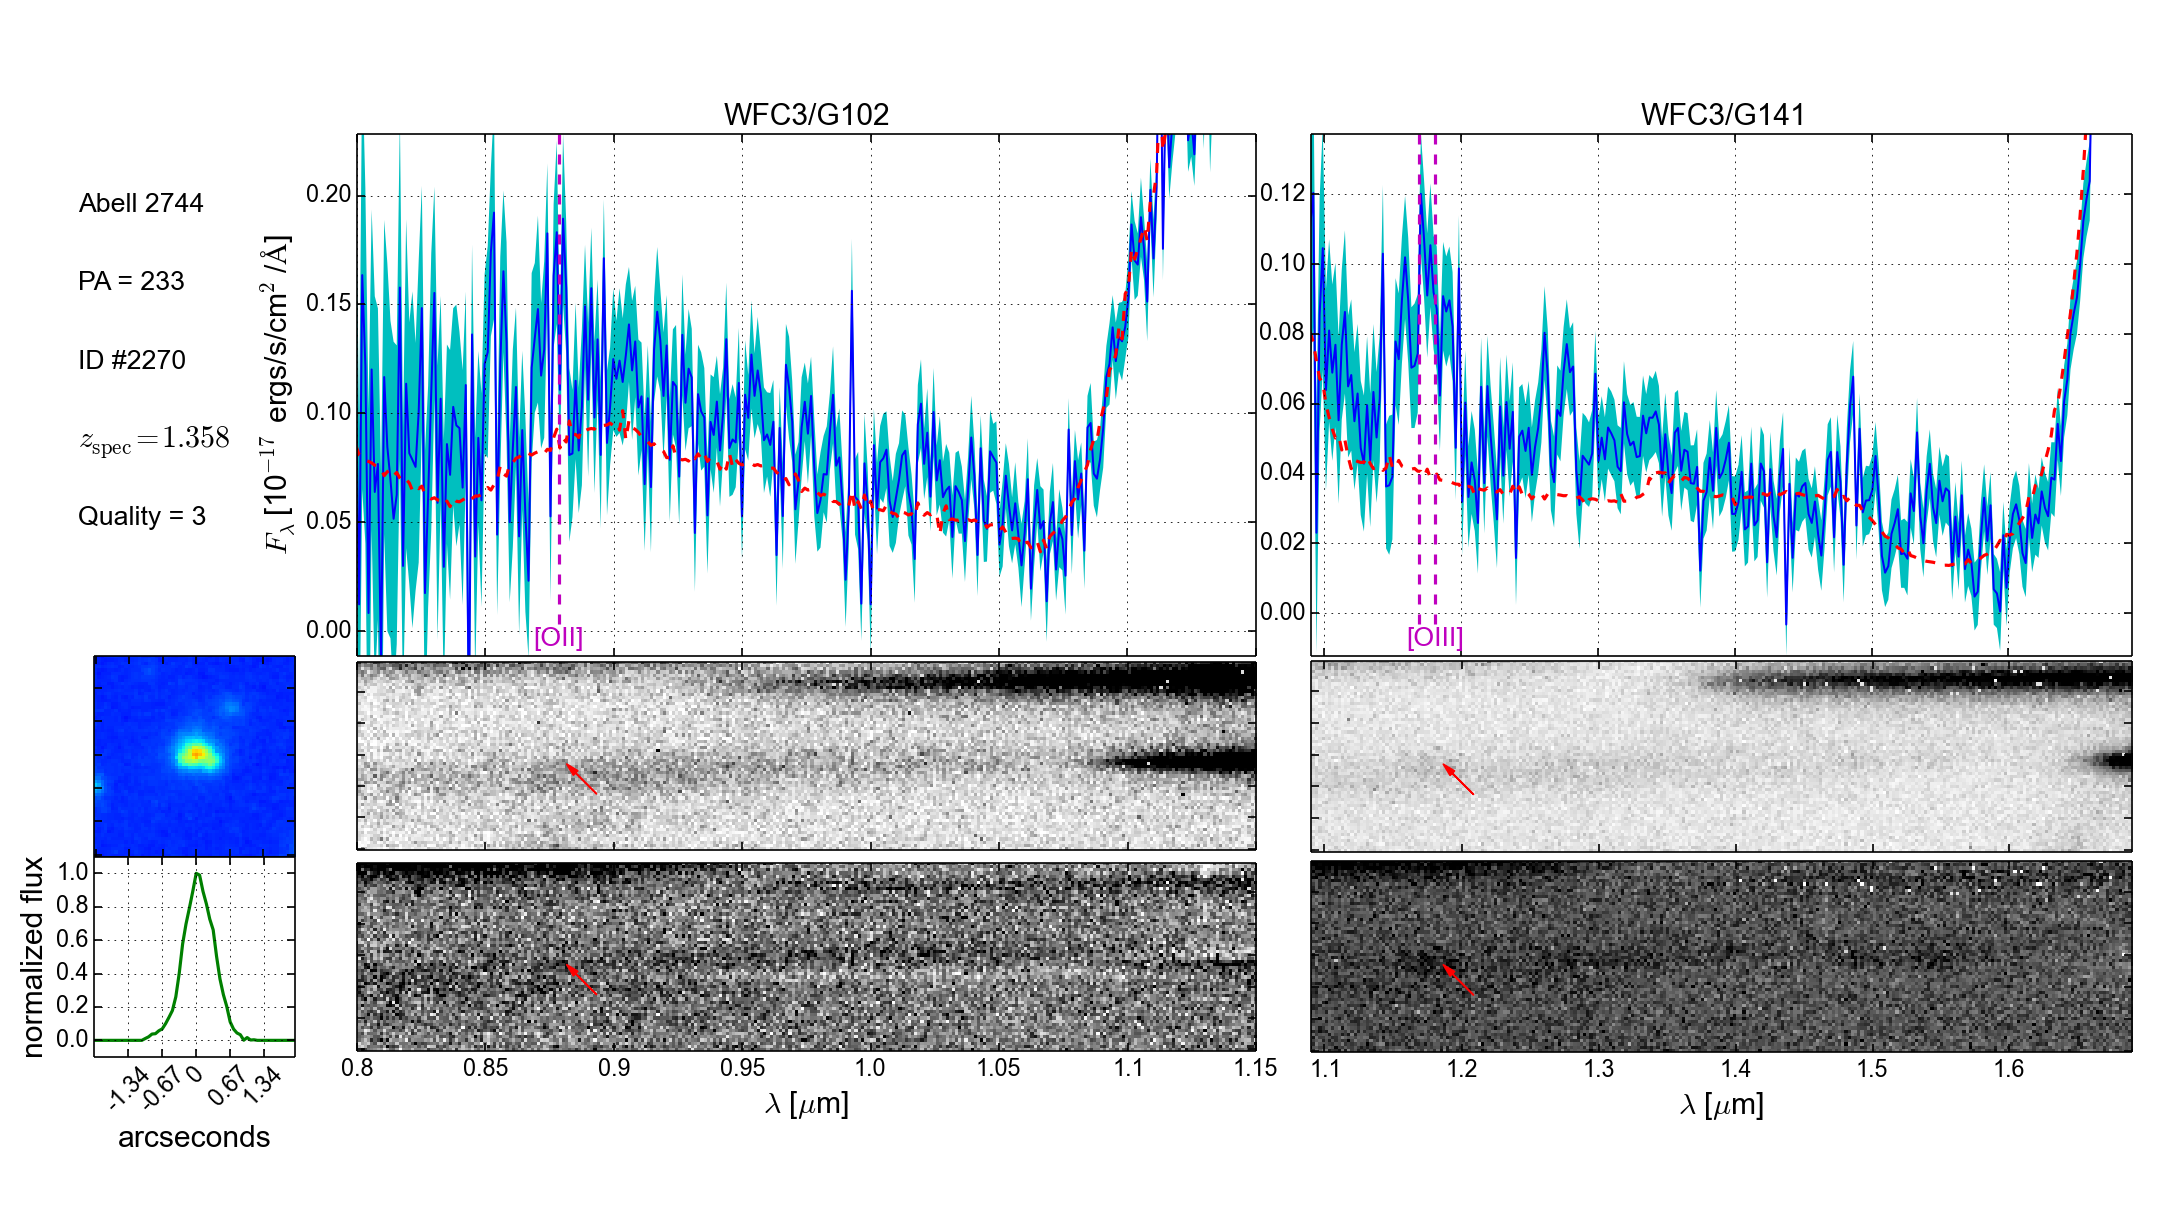 WFC3/G102
WFC3/G141
Abell 2744
PA = 233
ID #2270
z_spec = 1.358
Quality = 3
F_λ [10^−17 ergs/s/cm^2 /Å]
0.20
0.15
0.10
0.05
0.00
[OII]
0.12
0.10
0.08
0.06
0.04
0.02
0.00
[OIII]
normalized flux
1.0
0.8
0.6
0.4
0.2
0.0
-1.34 -0.67 0 0.67 1.34
arcseconds
0.8 0.85 0.9 0.95 1.0 1.05 1.1 1.15
λ [μm]
1.1 1.2 1.3 1.4 1.5 1.6
λ [μm]